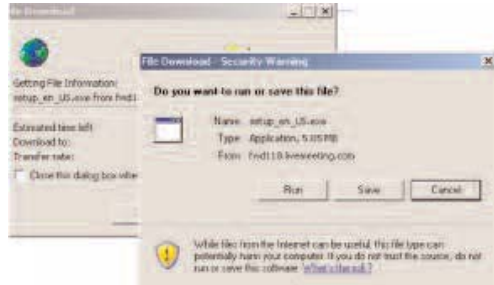 File Download
Getting File Information:
setup_en_US.exe from fwd1
Estimated time left
Download to:
Transfer rate:
Close this dialog box whe
File Download - Security Warning
Do you want to run or save this file?
Name: setup_en_US.exe
Type: Application, 5.05 MB
From: fwd110.livemeeting.com
Run
Save
Cancel
While files from the Internet can be useful, this file type can
potentially harm your computer. If you do not trust the source, do not
run or save this software. What's the risk?